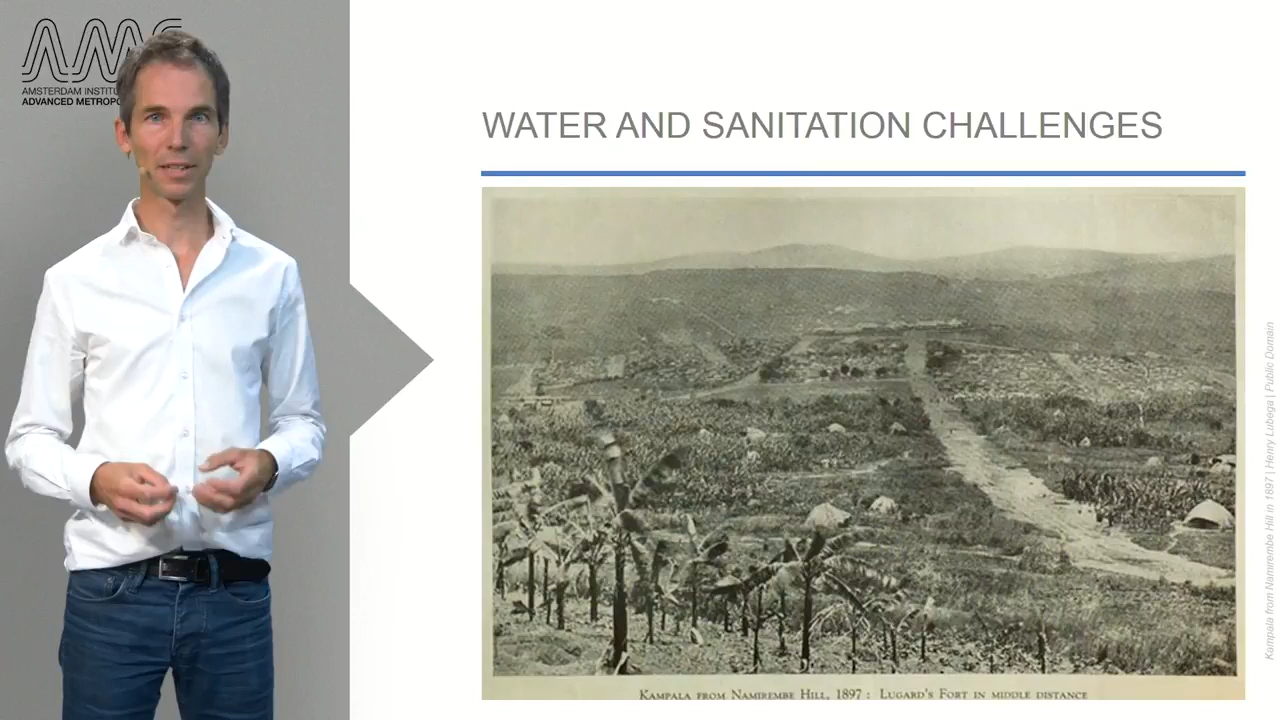 AMS
AMSTERDAM INSTITU
ADVANCED METROPO
WATER AND SANITATION CHALLENGES
KAMPALA FROM NAMIREMBE HILL, 1897 : LUGARD'S FORT IN MIDDLE DISTANCE
Kampala from Namirembe Hill in 1897 | Henry Lubega | Public Domain